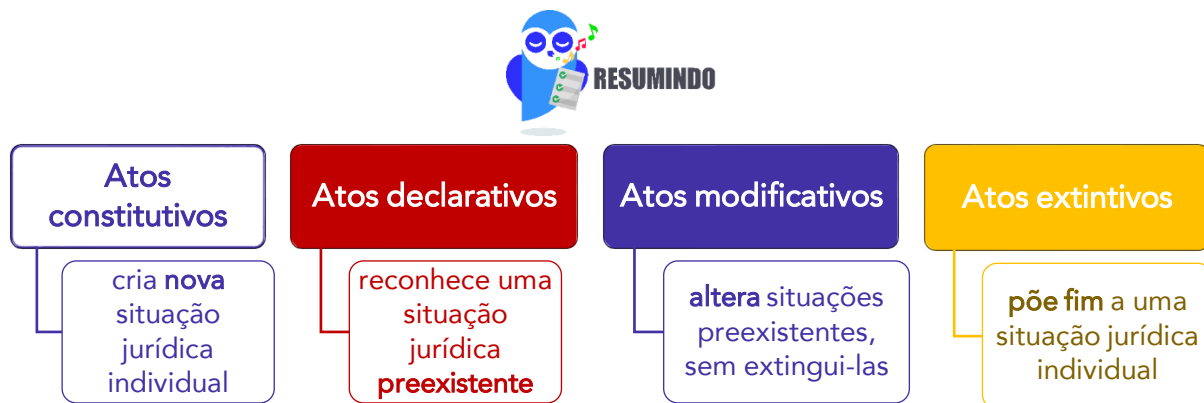 RESUMINDO
Atos
constitutivos
cria nova
situação
jurídica
individual
Atos declarativos
reconhece uma
situação
jurídica
preexistente
Atos modificativos
altera situações
preexistentes,
sem extingui-las
Atos extintivos
põe fim a uma
situação jurídica
individual